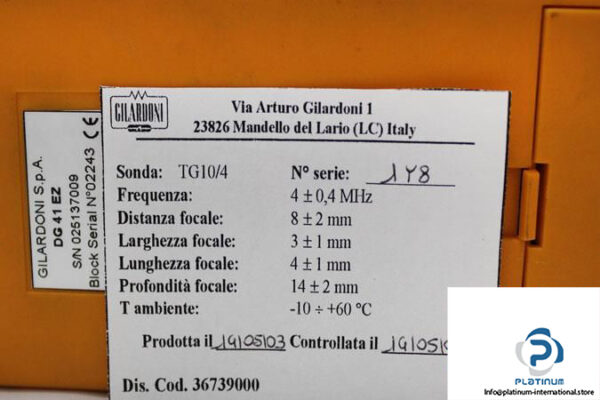 GILARDONI
Via Arturo Gilardoni 1
23826 Mandello del Lario (LC) Italy
GILARDONI S.p.A.
DG 41 EZ
S/N 025137009
Block Serial N°02243 CE
Sonda: TG10/4 N° serie: 178
Frequenza: 4 ± 0,4 MHz
Distanza focale: 8 ± 2 mm
Larghezza focale: 3 ± 1 mm
Lunghezza focale: 4 ± 1 mm
Profondità focale: 14 ± 2 mm
T ambiente: -10 ÷ +60 °C
Prodotta il 19/05/03 Controllata il 19/05/
Dis. Cod. 36739000
PLATINUM
Info@platinum-international.store